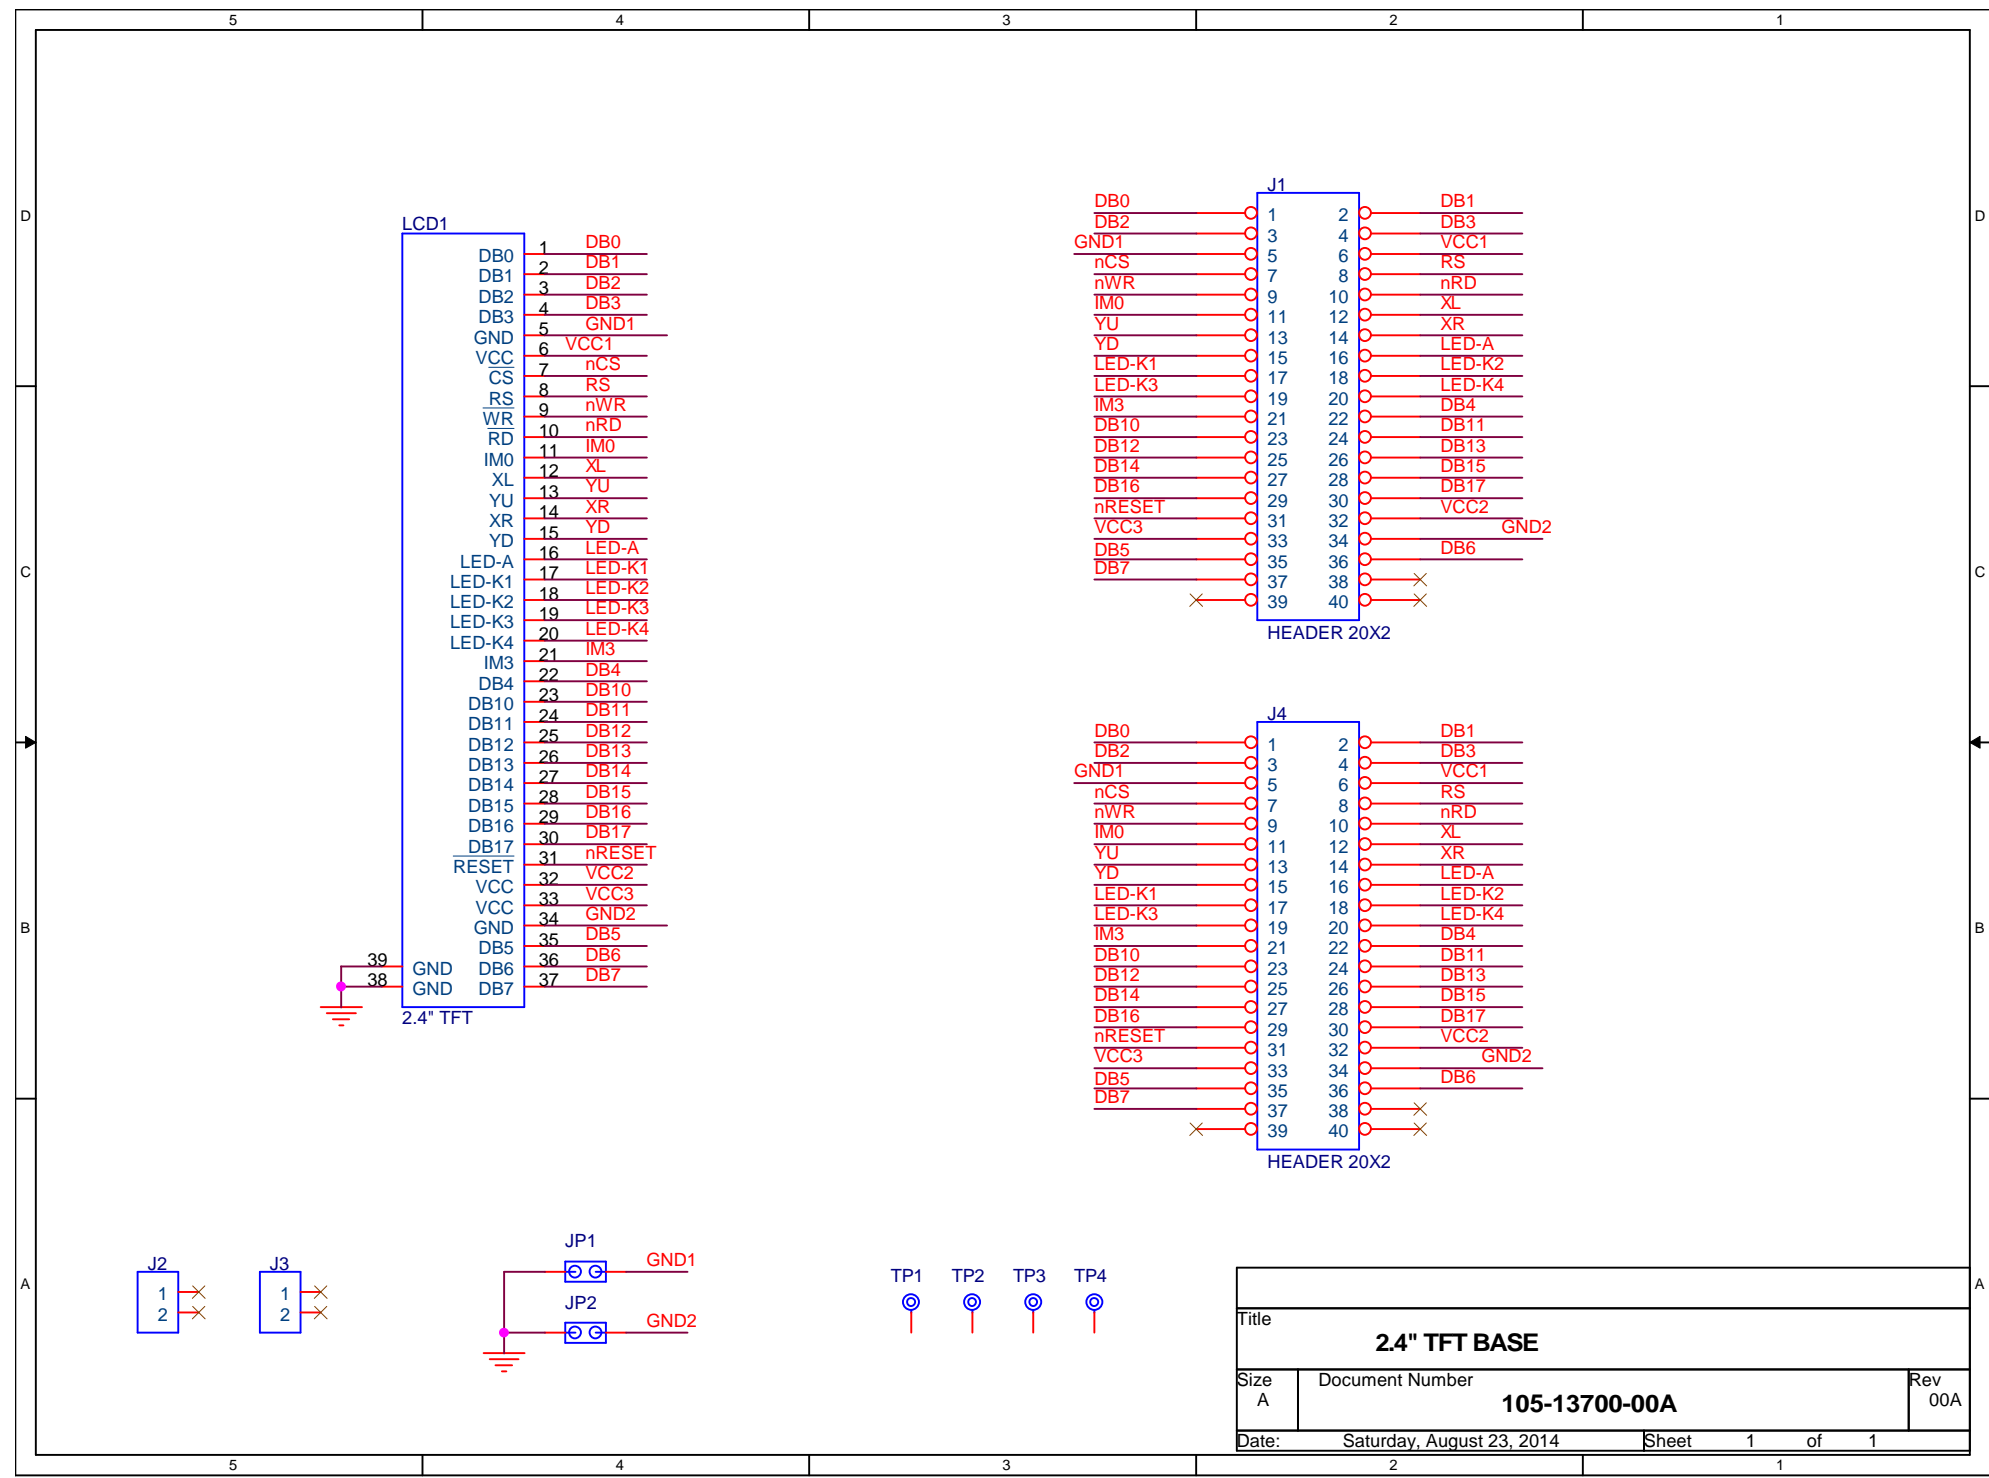 5 4 3 2 1
D D
C C
B B
A A
LCD1
DB0 1 DB0
DB1 2 DB1
DB2 3 DB2
DB3 4 DB3
GND 5 GND1
VCC 6 VCC1
CS 7 nCS
RS 8 RS
WR 9 nWR
RD 10 nRD
IM0 11 IM0
XL 12 XL
YU 13 YU
XR 14 XR
YD 15 YD
LED-A 16 LED-A
LED-K1 17 LED-K1
LED-K2 18 LED-K2
LED-K3 19 LED-K3
LED-K4 20 LED-K4
IM3 21 IM3
DB4 22 DB4
DB10 23 DB10
DB11 24 DB11
DB12 25 DB12
DB13 26 DB13
DB14 27 DB14
DB15 28 DB15
DB16 29 DB16
DB17 30 DB17
RESET 31 nRESET
VCC 32 VCC2
VCC 33 VCC3
GND 34 GND2
DB5 35 DB5
39 GND DB6 36 DB6
38 GND DB7 37 DB7
2.4" TFT
J1
DB0 1 2 DB1
DB2 3 4 DB3
GND1 5 6 VCC1
nCS 7 8 RS
nWR 9 10 nRD
IM0 11 12 XL
YU 13 14 XR
YD 15 16 LED-A
LED-K1 17 18 LED-K2
LED-K3 19 20 LED-K4
IM3 21 22 DB4
DB10 23 24 DB11
DB12 25 26 DB13
DB14 27 28 DB15
DB16 29 30 DB17
nRESET 31 32 VCC2
VCC3 33 34 GND2
DB5 35 36 DB6
DB7 37 38
39 40
HEADER 20X2
J4
DB0 1 2 DB1
DB2 3 4 DB3
GND1 5 6 VCC1
nCS 7 8 RS
nWR 9 10 nRD
IM0 11 12 XL
YU 13 14 XR
YD 15 16 LED-A
LED-K1 17 18 LED-K2
LED-K3 19 20 LED-K4
IM3 21 22 DB4
DB10 23 24 DB11
DB12 25 26 DB13
DB14 27 28 DB15
DB16 29 30 DB17
nRESET 31 32 VCC2
VCC3 33 34 GND2
DB5 35 36 DB6
DB7 37 38
39 40
HEADER 20X2
J2
1
2
J3
1
2
JP1
GND1
JP2
GND2
TP1 TP2 TP3 TP4
Title
2.4" TFT BASE
Size Document Number Rev
A 105-13700-00A 00A
Date: Saturday, August 23, 2014 Sheet 1 of 1
5 4 3 2 1